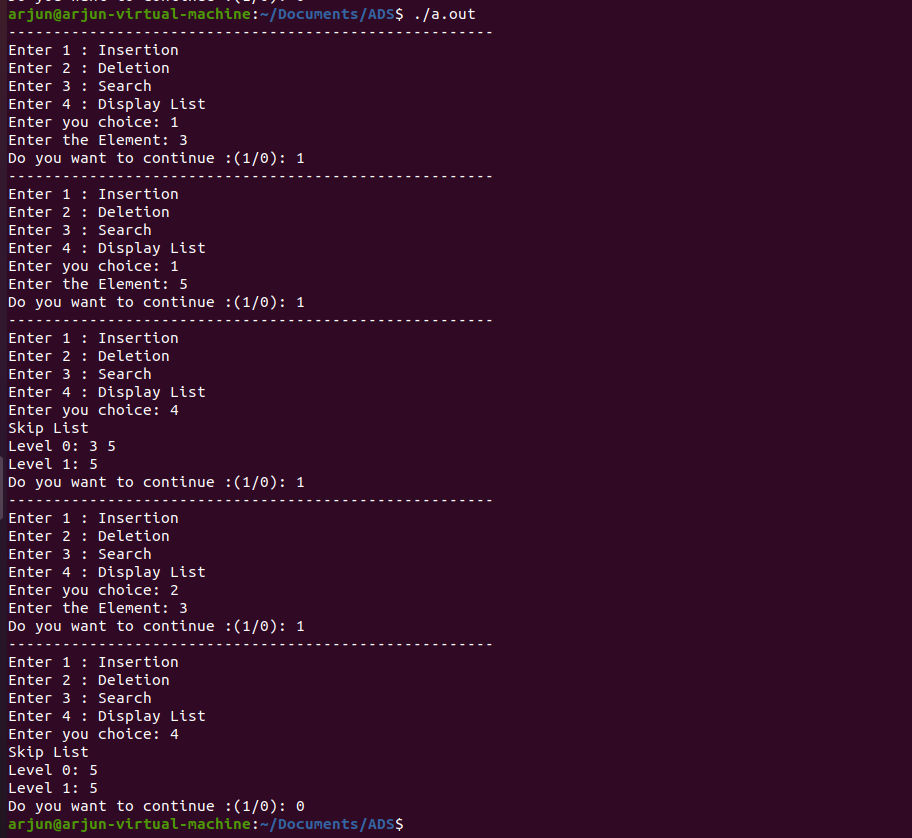 arjun@arjun-virtual-machine:~/Documents/ADS$ ./a.out
------------------------------------------------------
Enter 1 : Insertion
Enter 2 : Deletion
Enter 3 : Search
Enter 4 : Display List
Enter you choice: 1
Enter the Element: 3
Do you want to continue :(1/0): 1
------------------------------------------------------
Enter 1 : Insertion
Enter 2 : Deletion
Enter 3 : Search
Enter 4 : Display List
Enter you choice: 1
Enter the Element: 5
Do you want to continue :(1/0): 1
------------------------------------------------------
Enter 1 : Insertion
Enter 2 : Deletion
Enter 3 : Search
Enter 4 : Display List
Enter you choice: 4
Skip List
Level 0: 3 5
Level 1: 5
Do you want to continue :(1/0): 1
------------------------------------------------------
Enter 1 : Insertion
Enter 2 : Deletion
Enter 3 : Search
Enter 4 : Display List
Enter you choice: 2
Enter the Element: 3
Do you want to continue :(1/0): 1
------------------------------------------------------
Enter 1 : Insertion
Enter 2 : Deletion
Enter 3 : Search
Enter 4 : Display List
Enter you choice: 4
Skip List
Level 0: 5
Level 1: 5
Do you want to continue :(1/0): 0
arjun@arjun-virtual-machine:~/Documents/ADS$